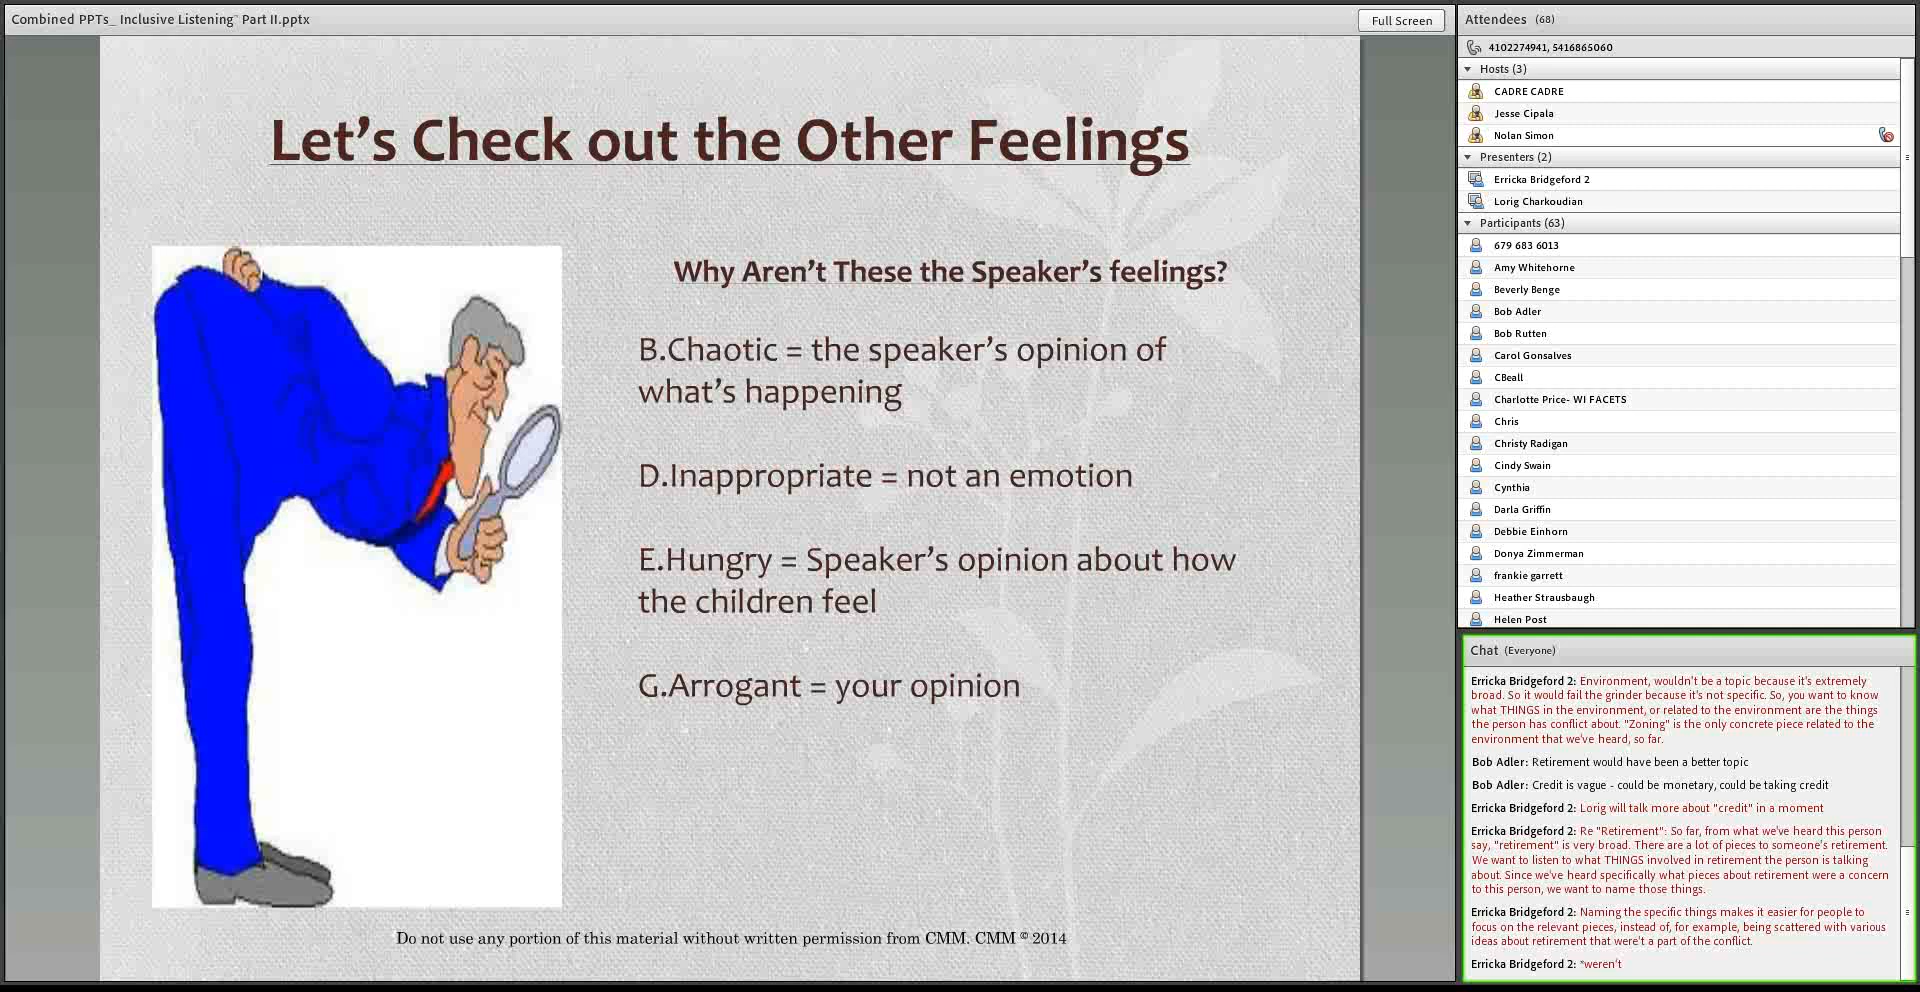 Combined PPTs_ Inclusive Listening¨ Part II.pptx
Full Screen
Let's Check out the Other Feelings
Why Aren't These the Speaker's feelings?
B.Chaotic = the speaker's opinion of
what's happening
D.Inappropriate = not an emotion
E.Hungry = Speaker's opinion about how
the children feel
G.Arrogant = your opinion
Do not use any portion of this material without written permission from CMM. CMM © 2014
Attendees (68)
4102274941, 5416865060
Hosts (3)
CADRE CADRE
Jesse Cipala
Nolan Simon
Presenters (2)
Erricka Bridgeford 2
Lorig Charkoudian
Participants (63)
679 683 6013
Amy Whitehorne
Beverly Benge
Bob Adler
Bob Rutten
Carol Gonsalves
CBeall
Charlotte Price- WI FACETS
Chris
Christy Radigan
Cindy Swain
Cynthia
Darla Griffin
Debbie Einhorn
Donya Zimmerman
frankie garrett
Heather Strausbaugh
Helen Post
Chat (Everyone)
Erricka Bridgeford 2: Environment, wouldn't be a topic because it's extremely
broad. So it would fail the grinder because it's not specific. So, you want to know
what THINGS in the environment, or related to the environment are the things
the person has conflict about. "Zoning" is the only concrete piece related to the
environment that we've heard, so far.
Bob Adler: Retirement would have been a better topic
Bob Adler: Credit is vague - could be monetary, could be taking credit
Erricka Bridgeford 2: Lorig will talk more about "credit" in a moment
Erricka Bridgeford 2: Re "Retirement": So far, from what we've heard this person
say, "retirement" is very broad. There are a lot of pieces to someone's retirement.
We want to listen to what THINGS involved in retirement the person is talking
about. Since we've heard specifically what pieces about retirement were a concern
to this person, we want to name those things.
Erricka Bridgeford 2: Naming the specific things makes it easier for people to
focus on the relevant pieces, instead of, for example, being scattered with various
ideas about retirement that were't a part of the conflict.
Erricka Bridgeford 2: *weren't